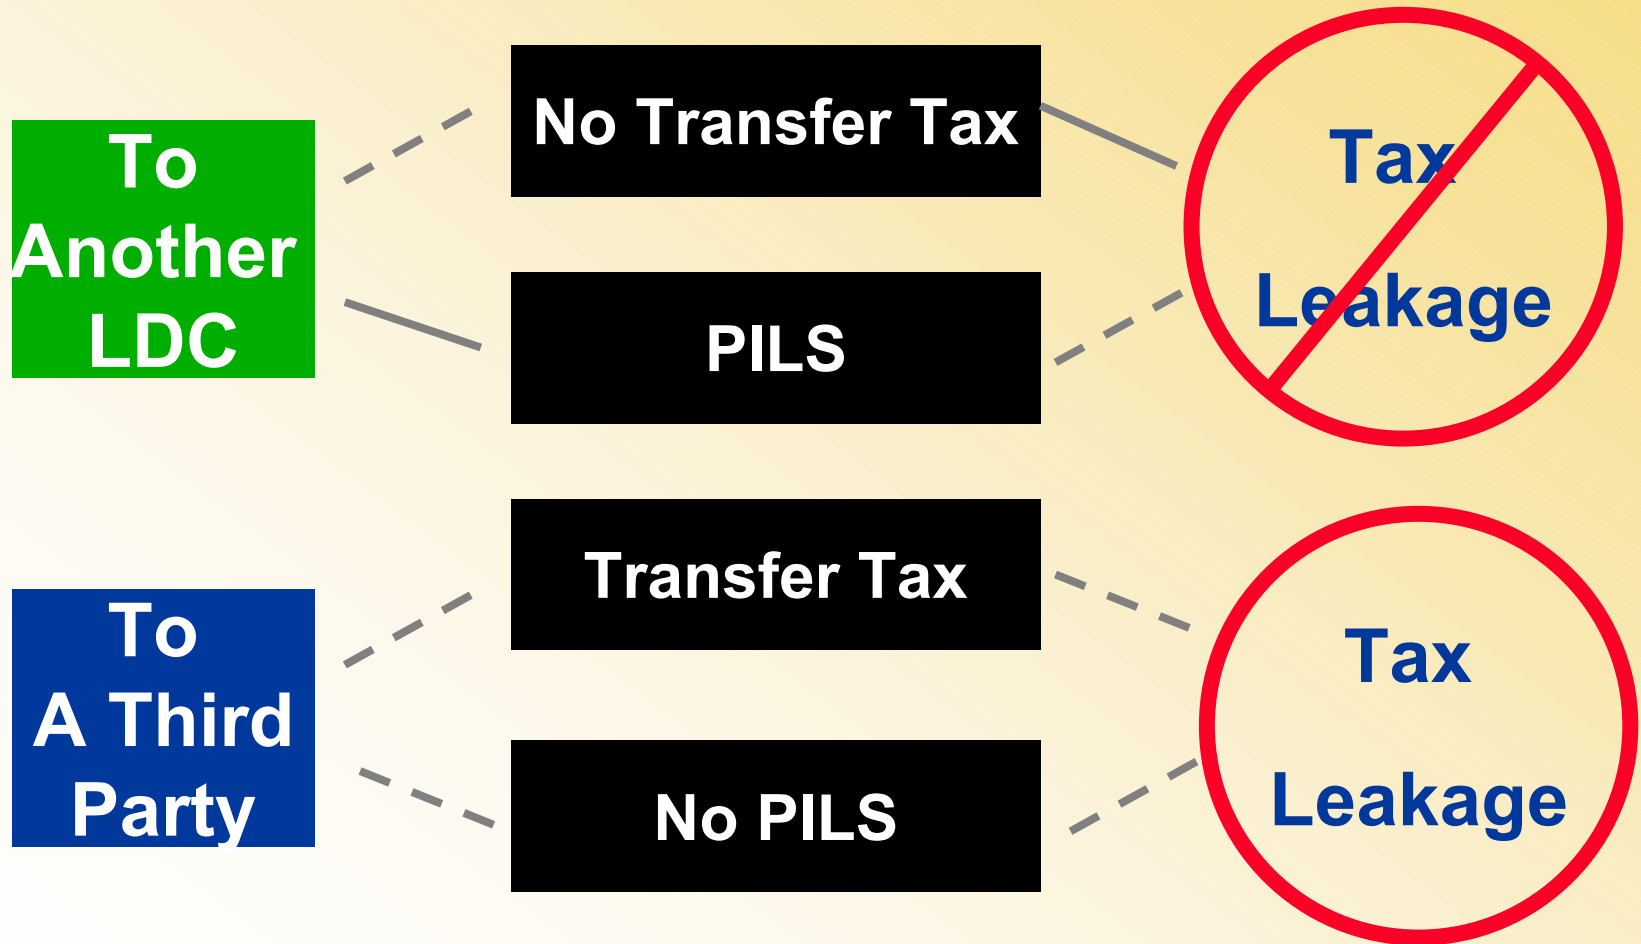 To
Another
LDC
No Transfer Tax
PILS
Tax
Leakage
To
A Third
Party
Transfer Tax
No PILS
Tax
Leakage